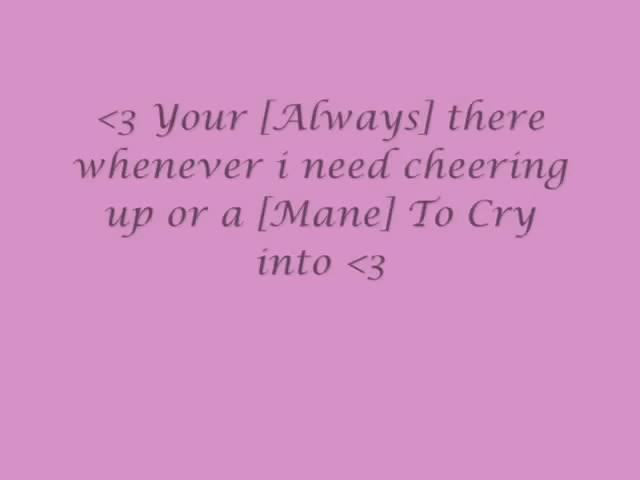 <3 Your [Always] there
whenever i need cheering
up or a [Mane] To Cry
into <3